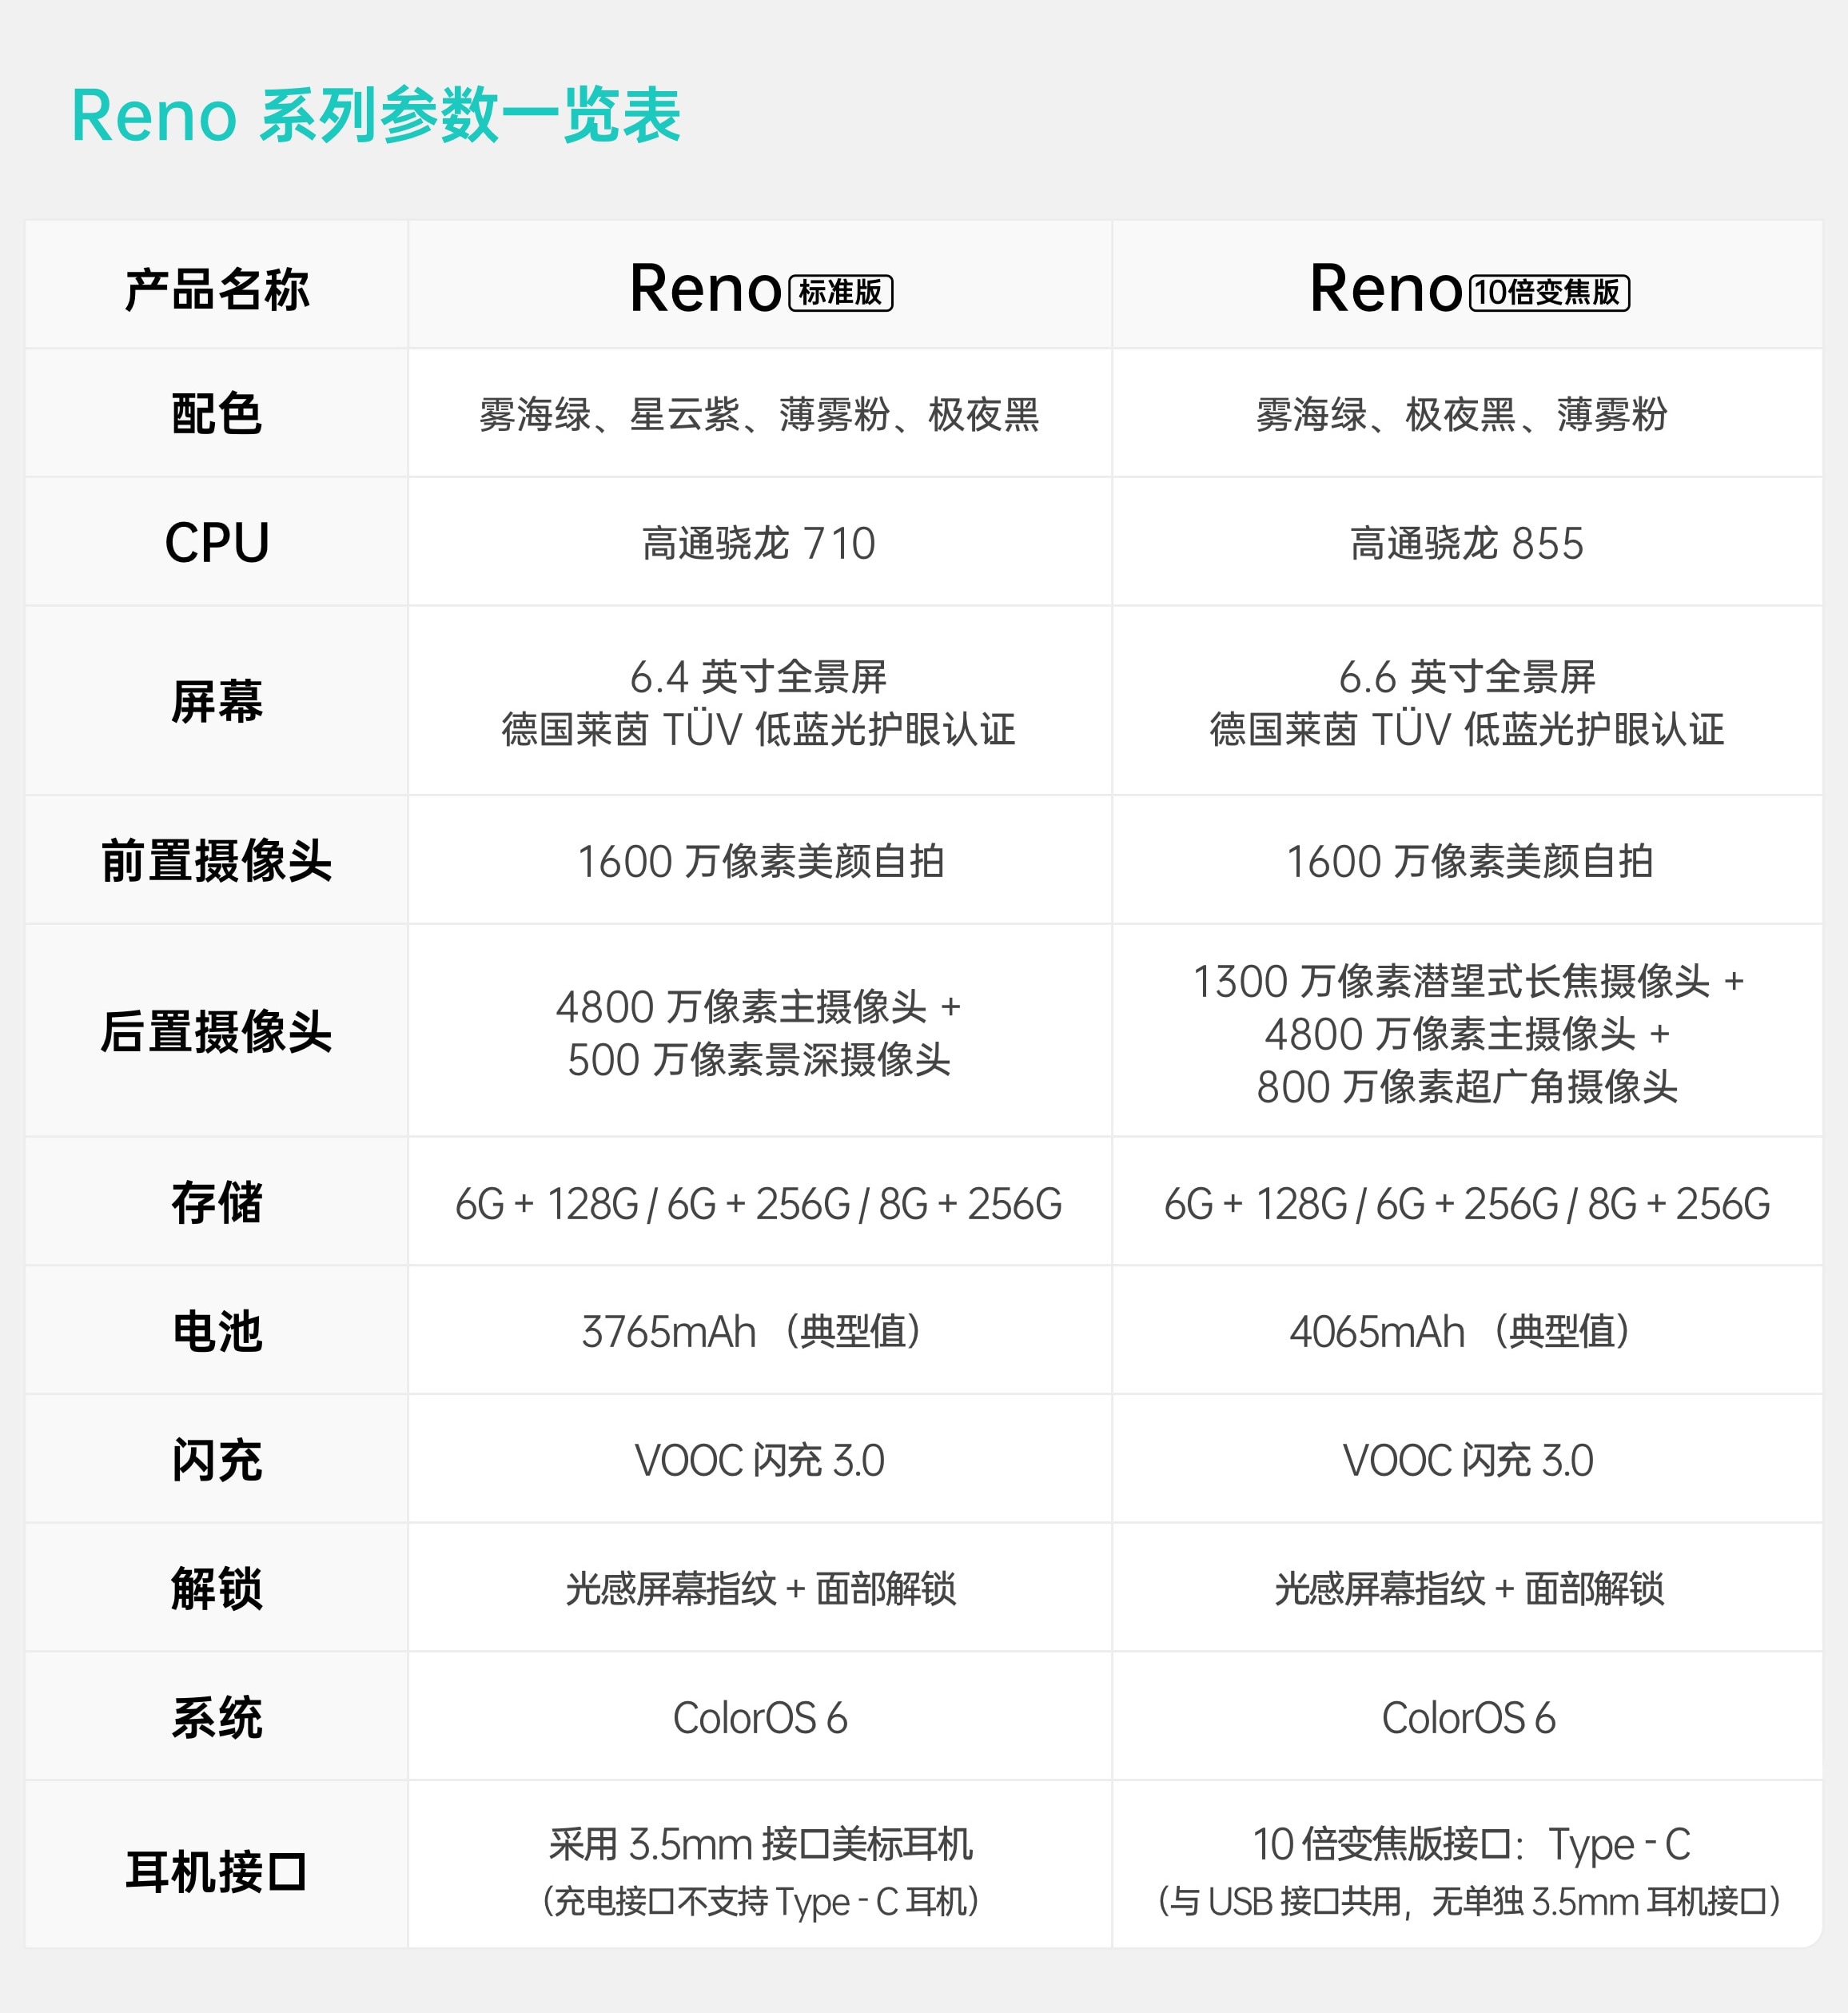 Reno 系列参数一览表
产品名称
Reno 标准版
Reno 10倍变焦版
配色
雾海绿、星云紫、薄雾粉、极夜黑
雾海绿、极夜黑、薄雾粉
CPU
高通骁龙 710
高通骁龙 855
屏幕
6.4 英寸全景屏
德国莱茵 TÜV 低蓝光护眼认证
6.6 英寸全景屏
德国莱茵 TÜV 低蓝光护眼认证
前置摄像头
1600 万像素美颜自拍
1600 万像素美颜自拍
后置摄像头
4800 万像素主摄像头 +
500 万像素景深摄像头
1300 万像素潜望式长焦摄像头 +
4800 万像素主摄像头 +
800 万像素超广角摄像头
存储
6G + 128G / 6G + 256G / 8G + 256G
6G + 128G / 6G + 256G / 8G + 256G
电池
3765mAh（典型值）
4065mAh（典型值）
闪充
VOOC 闪充 3.0
VOOC 闪充 3.0
解锁
光感屏幕指纹 + 面部解锁
光感屏幕指纹 + 面部解锁
系统
ColorOS 6
ColorOS 6
耳机接口
采用 3.5mm 接口美标耳机
（充电接口不支持 Type - C 耳机）
10 倍变焦版接口：Type - C
（与 USB 接口共用，无单独 3.5mm 耳机接口）